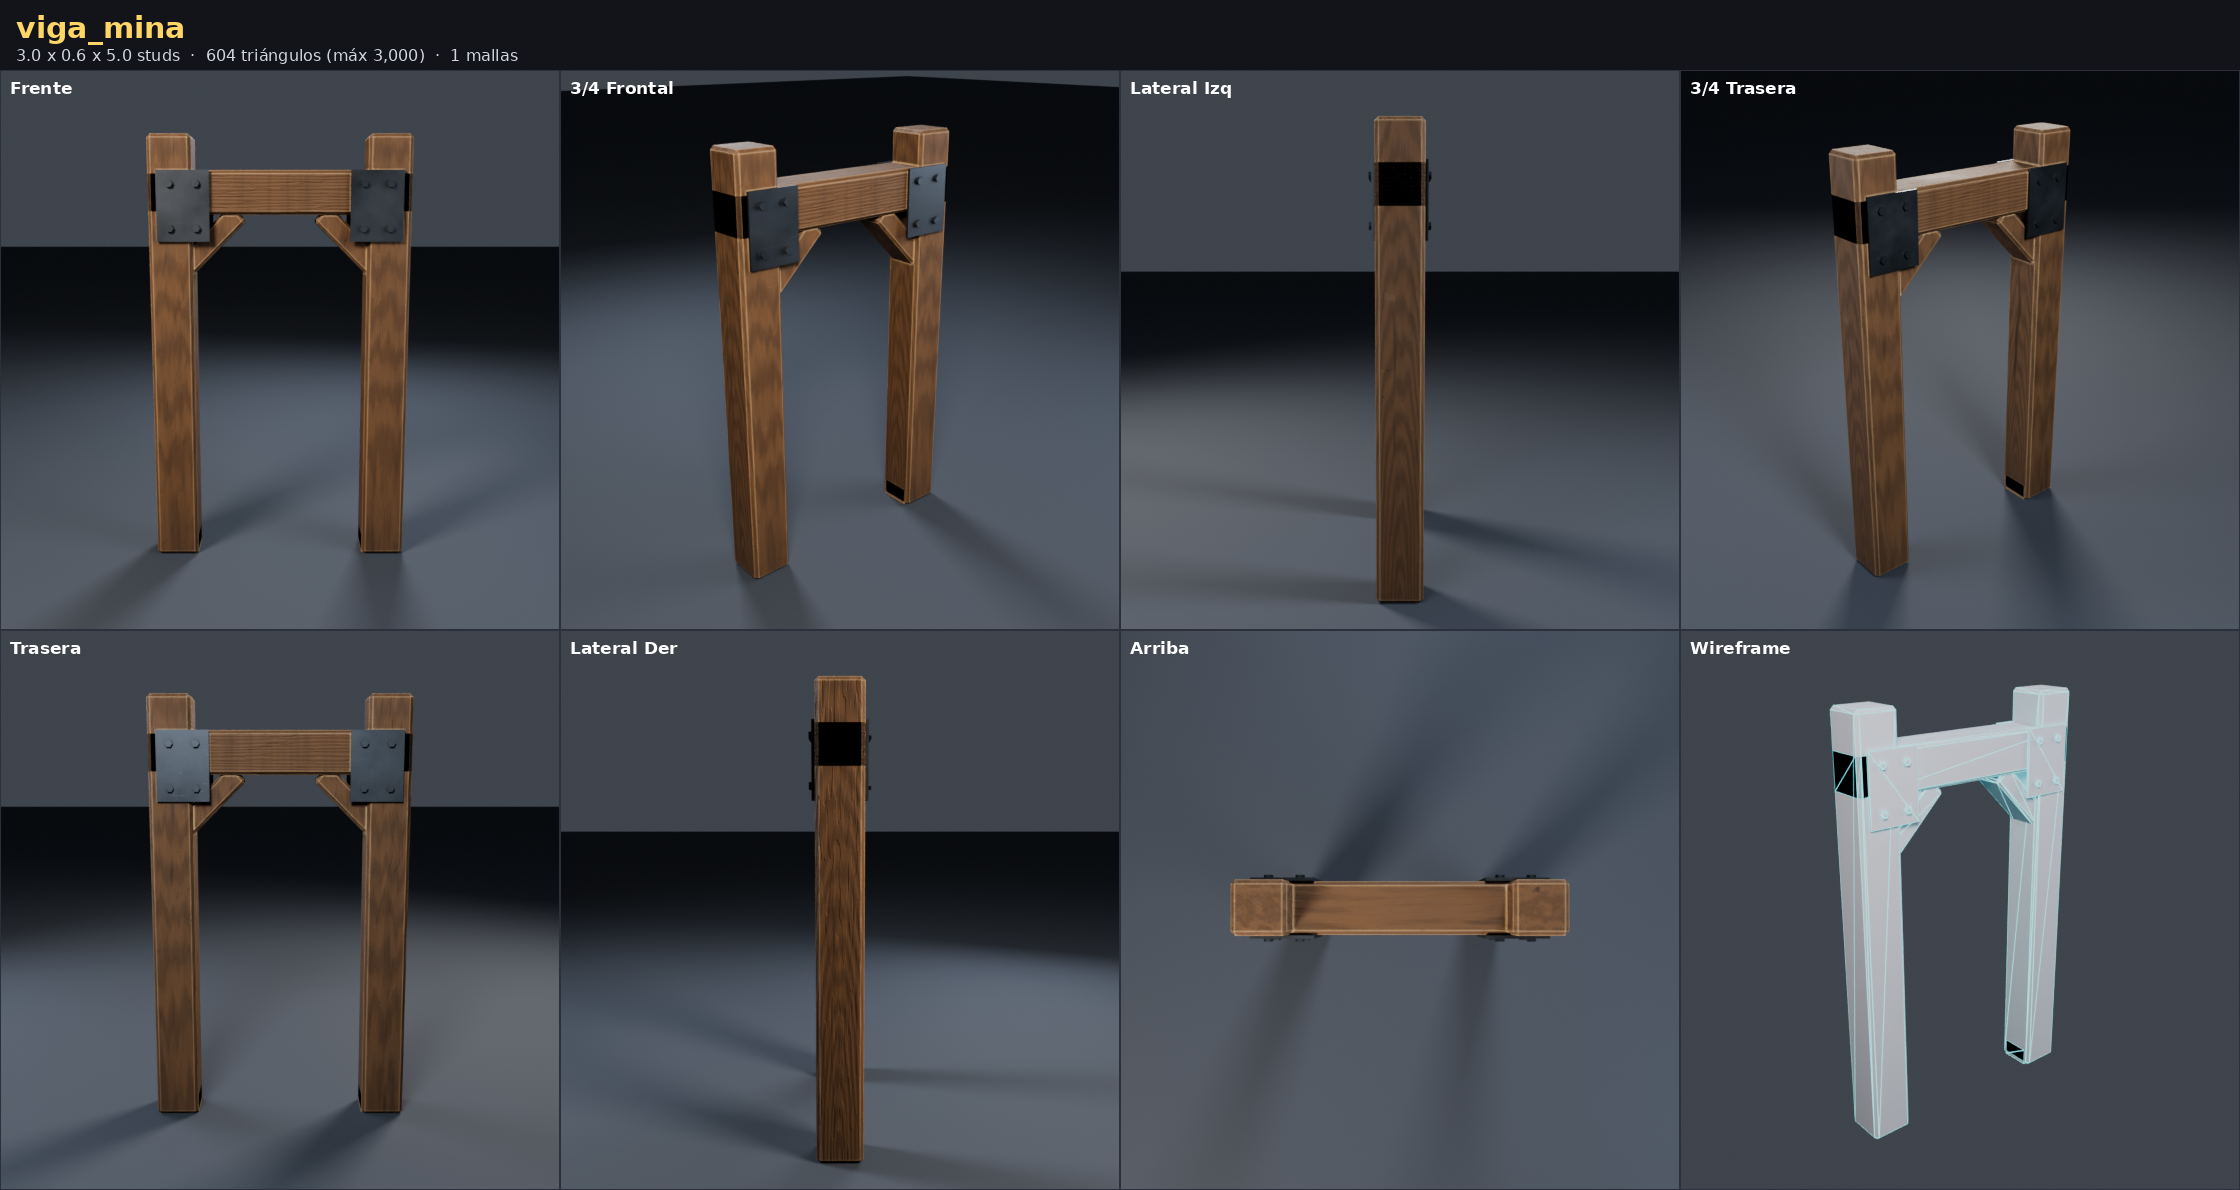 viga_mina
3.0 x 0.6 x 5.0 studs · 604 triángulos (máx 3,000) · 1 mallas
Frente
3/4 Frontal
Lateral Izq
3/4 Trasera
Trasera
Lateral Der
Arriba
Wireframe